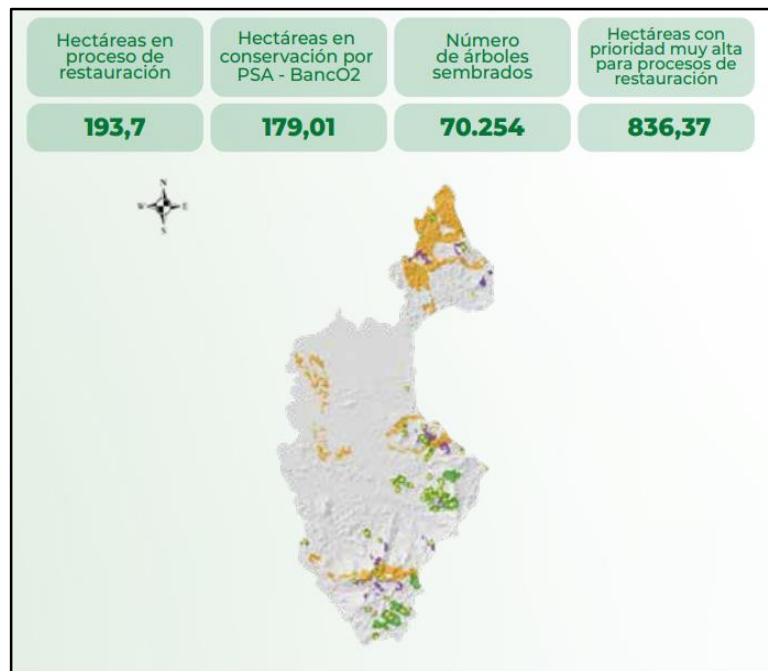 Hectáreas en
proceso de
restauración
193,7
Hectáreas en
conservación por
PSA - BancO2
179,01
Número
de árboles
sembrados
70.254
Hectáreas con
prioridad muy alta
para procesos de
restauración
836,37
N
W E
S